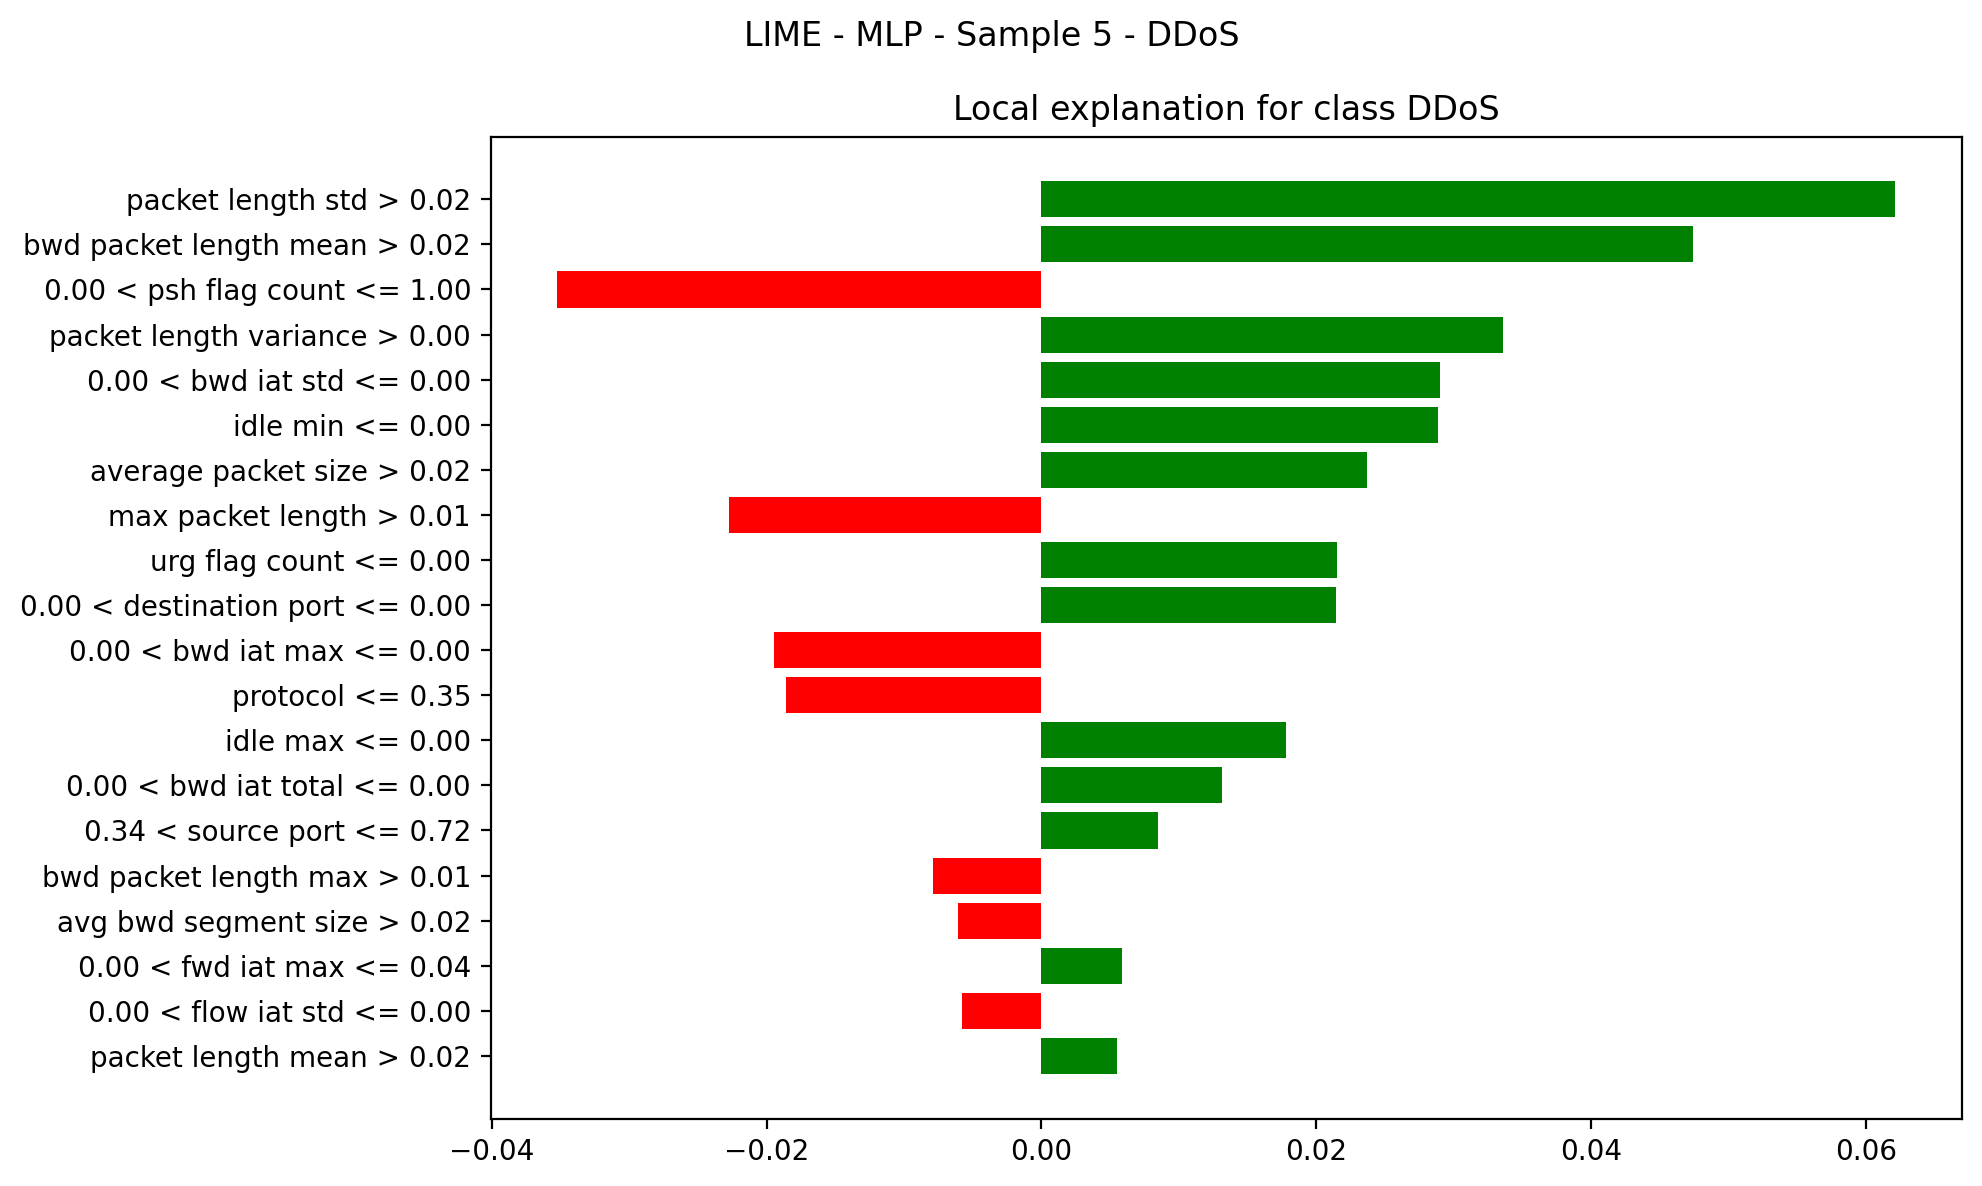 LIME - MLP - Sample 5 - DDoS
Local explanation for class DDoS
packet length std > 0.02
bwd packet length mean > 0.02
0.00 < psh flag count <= 1.00
packet length variance > 0.00
0.00 < bwd iat std <= 0.00
idle min <= 0.00
average packet size > 0.02
max packet length > 0.01
urg flag count <= 0.00
0.00 < destination port <= 0.00
0.00 < bwd iat max <= 0.00
protocol <= 0.35
idle max <= 0.00
0.00 < bwd iat total <= 0.00
0.34 < source port <= 0.72
bwd packet length max > 0.01
avg bwd segment size > 0.02
0.00 < fwd iat max <= 0.04
0.00 < flow iat std <= 0.00
packet length mean > 0.02
−0.04 −0.02 0.00 0.02 0.04 0.06